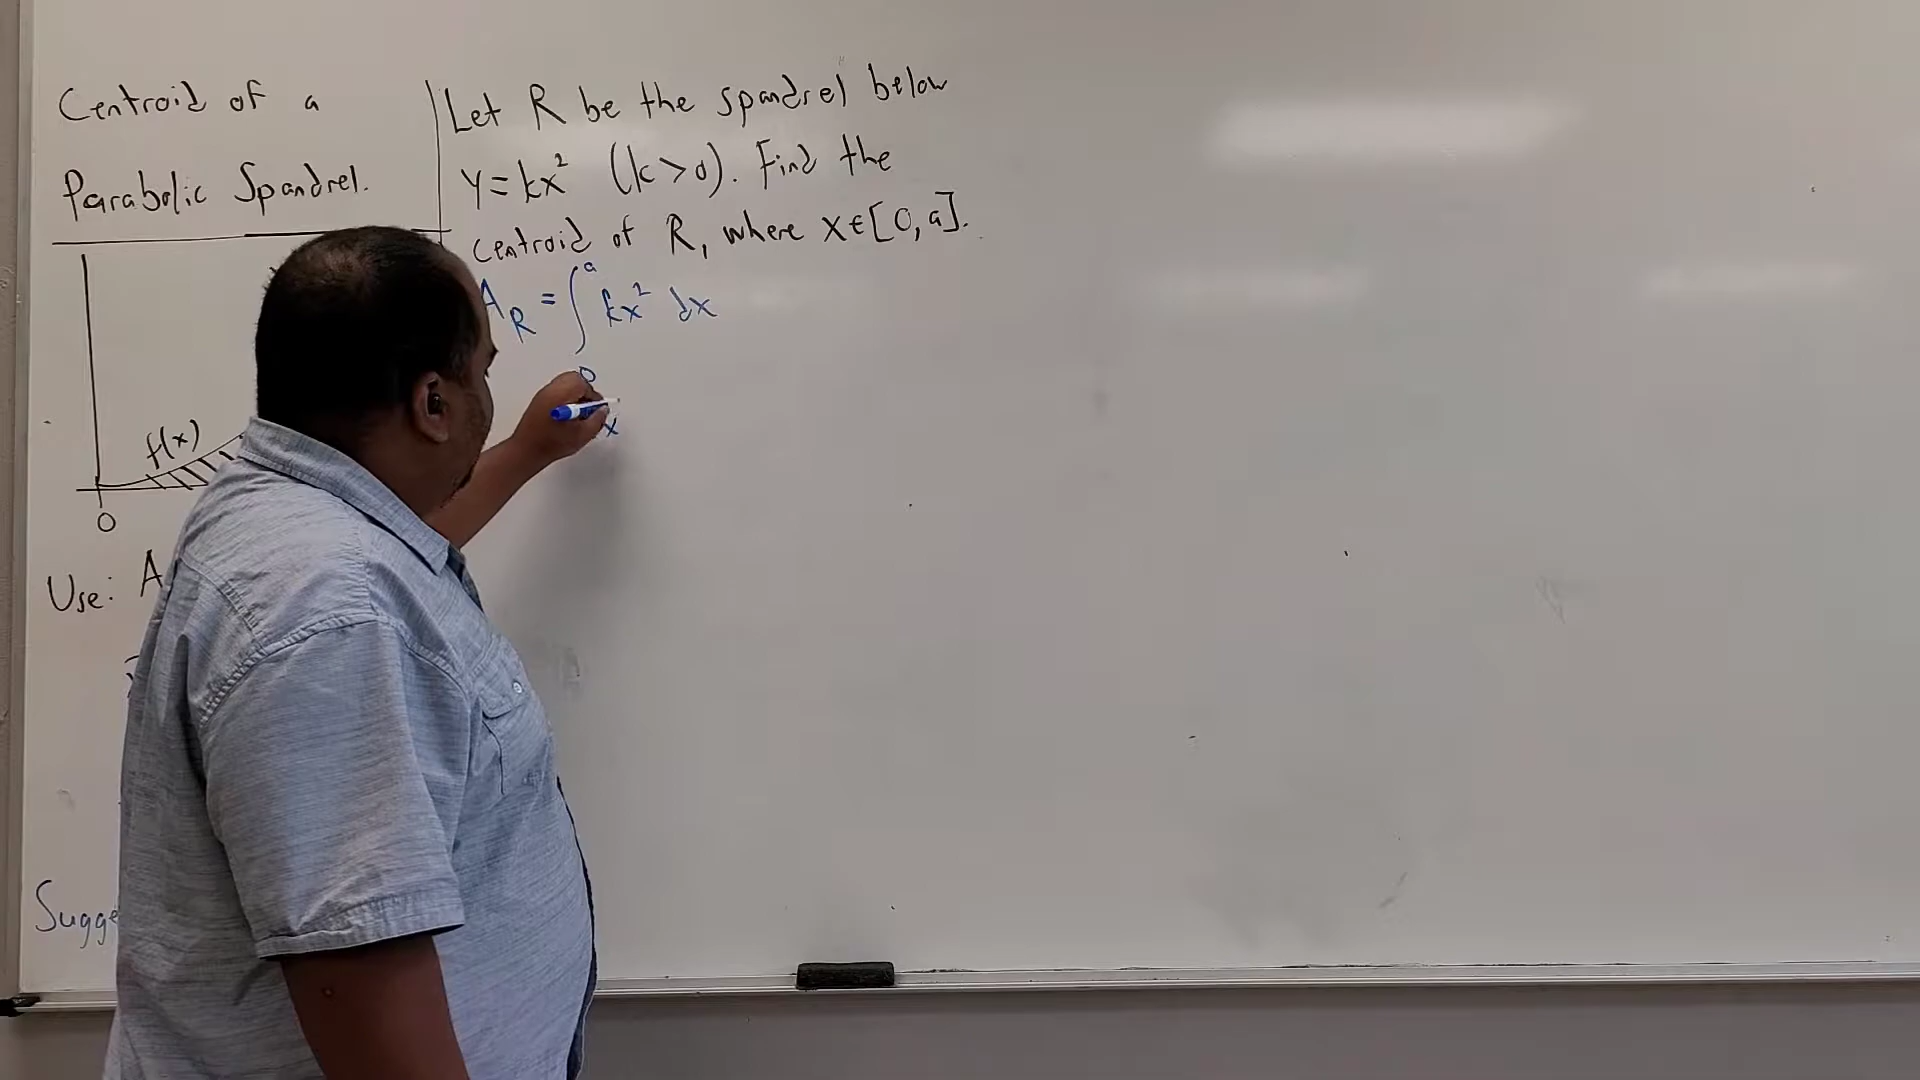 Centroid of a
Parabolic Spandrel.
f(x)
0
Use: A
Let R be the spandrel below
y = kx² (k>0). Find the
centroid of R, where x∈[0,a].
A_R = ∫₀ᵃ kx² dx
x